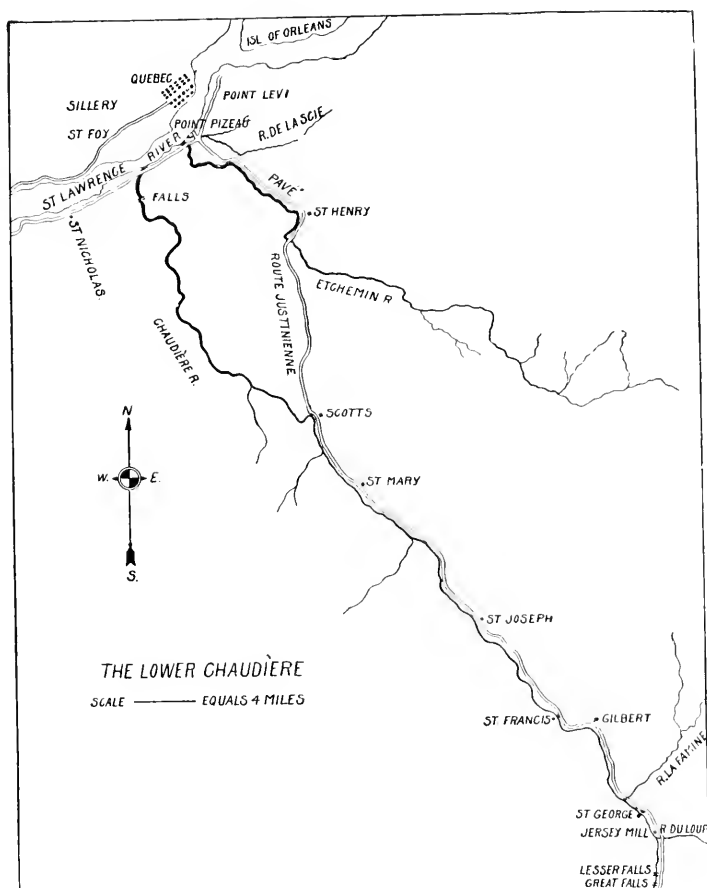 ISL OF ORLEANS
QUEBEC
SILLERY
POINT LEVI
ST FOY
POINT PIZEAU
R. DE LA SCIE
ST LAWRENCE RIVER
PAVÉ
FALLS
ST HENRY
ST NICHOLAS.
ROUTE JUSTINIENNE
ETCHEMIN R
CHAUDIÈRE R.
SCOTTS
N
W. E.
S.
ST MARY
ST JOSEPH
THE LOWER CHAUDIÈRE
SCALE EQUALS 4 MILES
ST. FRANCIS
GILBERT
R. LA FAMINE
ST GEORGE
JERSEY MILL
R DU LOUP
LESSER FALLS
GREAT FALLS